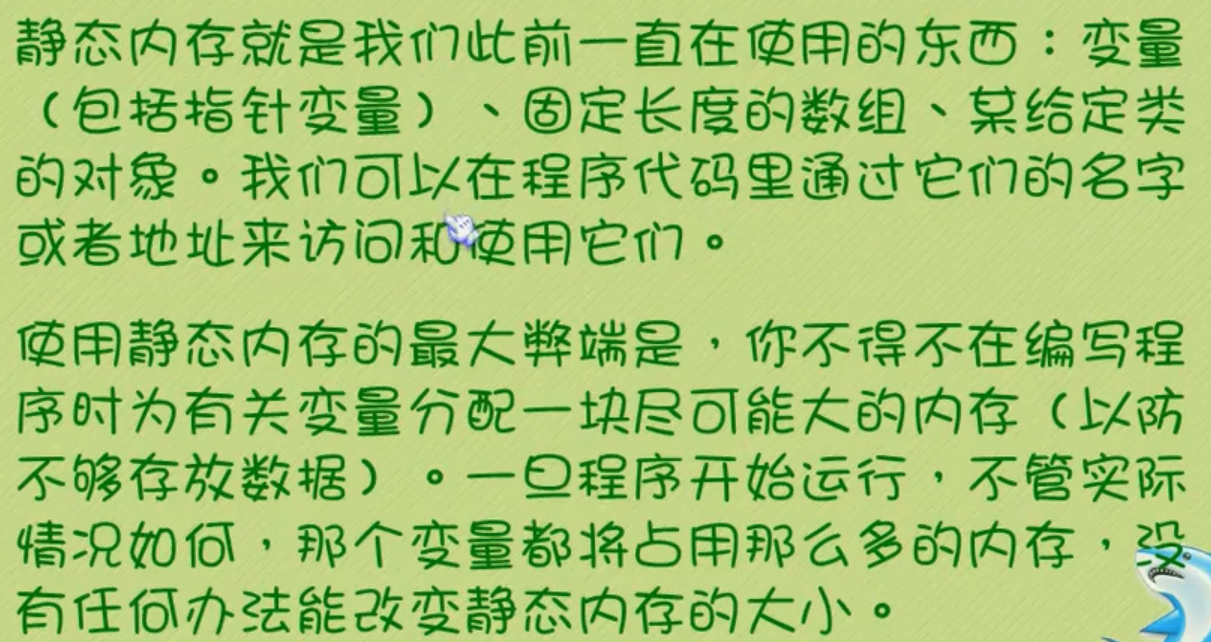 静态内存就是我们此前一直在使用的东西：变量
（包括指针变量）、固定长度的数组、某给定类
的对象。我们可以在程序代码里通过它们的名字
或者地址来访问和使用它们。
使用静态内存的最大弊端是，你不得不在编写程
序时为有关变量分配一块尽可能大的内存（以防
不够存放数据）。一旦程序开始运行，不管实际
情况如何，那个变量都将占用那么多的内存，没
有任何办法能改变静态内存的大小。